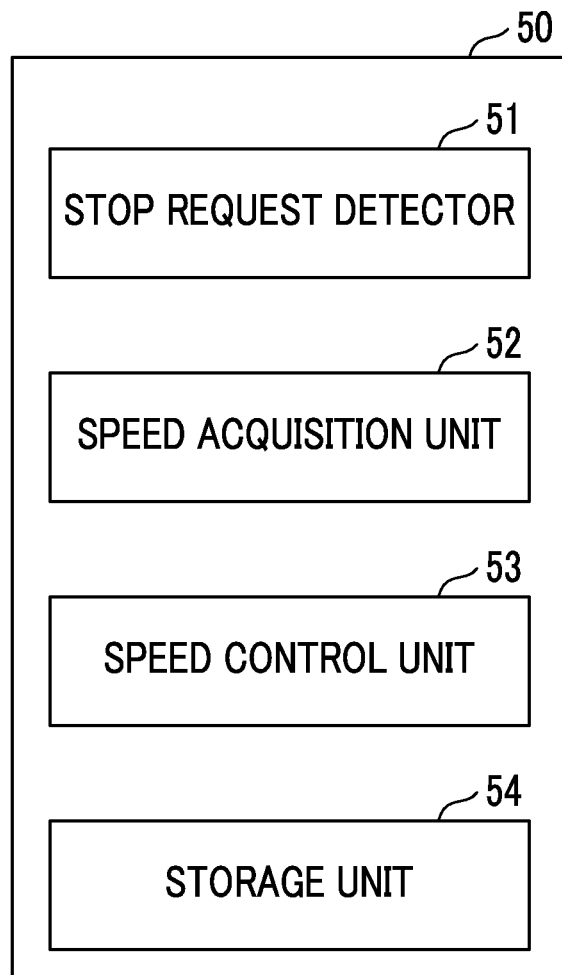 50
51
STOP REQUEST DETECTOR
52
SPEED ACQUISITION UNIT
53
SPEED CONTROL UNIT
54
STORAGE UNIT